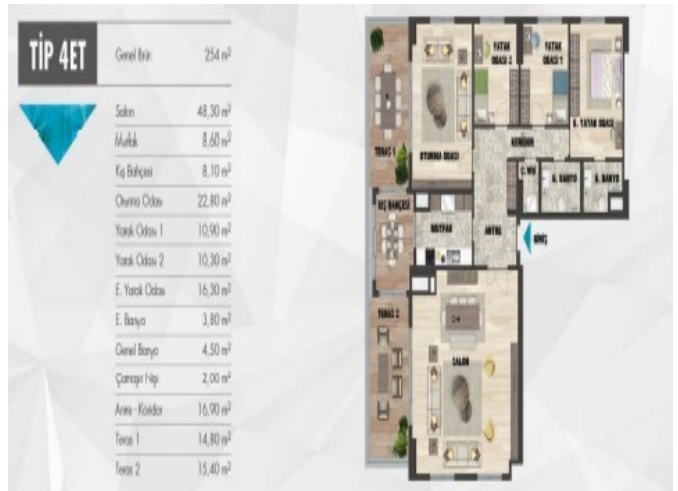 TİP 4ET
Genel Brüt 254 m²
Salon 48,30 m²
Mutfak 8,60 m²
Kış Bahçesi 8,10 m²
Oturma Odası 22,80 m²
Yatak Odası 1 10,90 m²
Yatak Odası 2 10,30 m²
E. Yatak Odası 16,30 m²
E. Banyo 3,80 m²
Genel Banyo 4,50 m²
Çamaşır Nişi 2,00 m²
Antre - Koridor 16,90 m²
Teras 1 14,80 m²
Teras 2 15,40 m²
YATAK
ODASI 2
YATAK
ODASI 1
E. YATAK ODASI
TERAS 1
OTURMA ODASI
KORİDOR
Ç. NİŞİ
BANYO
E. BANYO
KIŞ BAHÇESİ
MUTFAK
ANTRE
GİRİŞ
TERAS 2
SALON